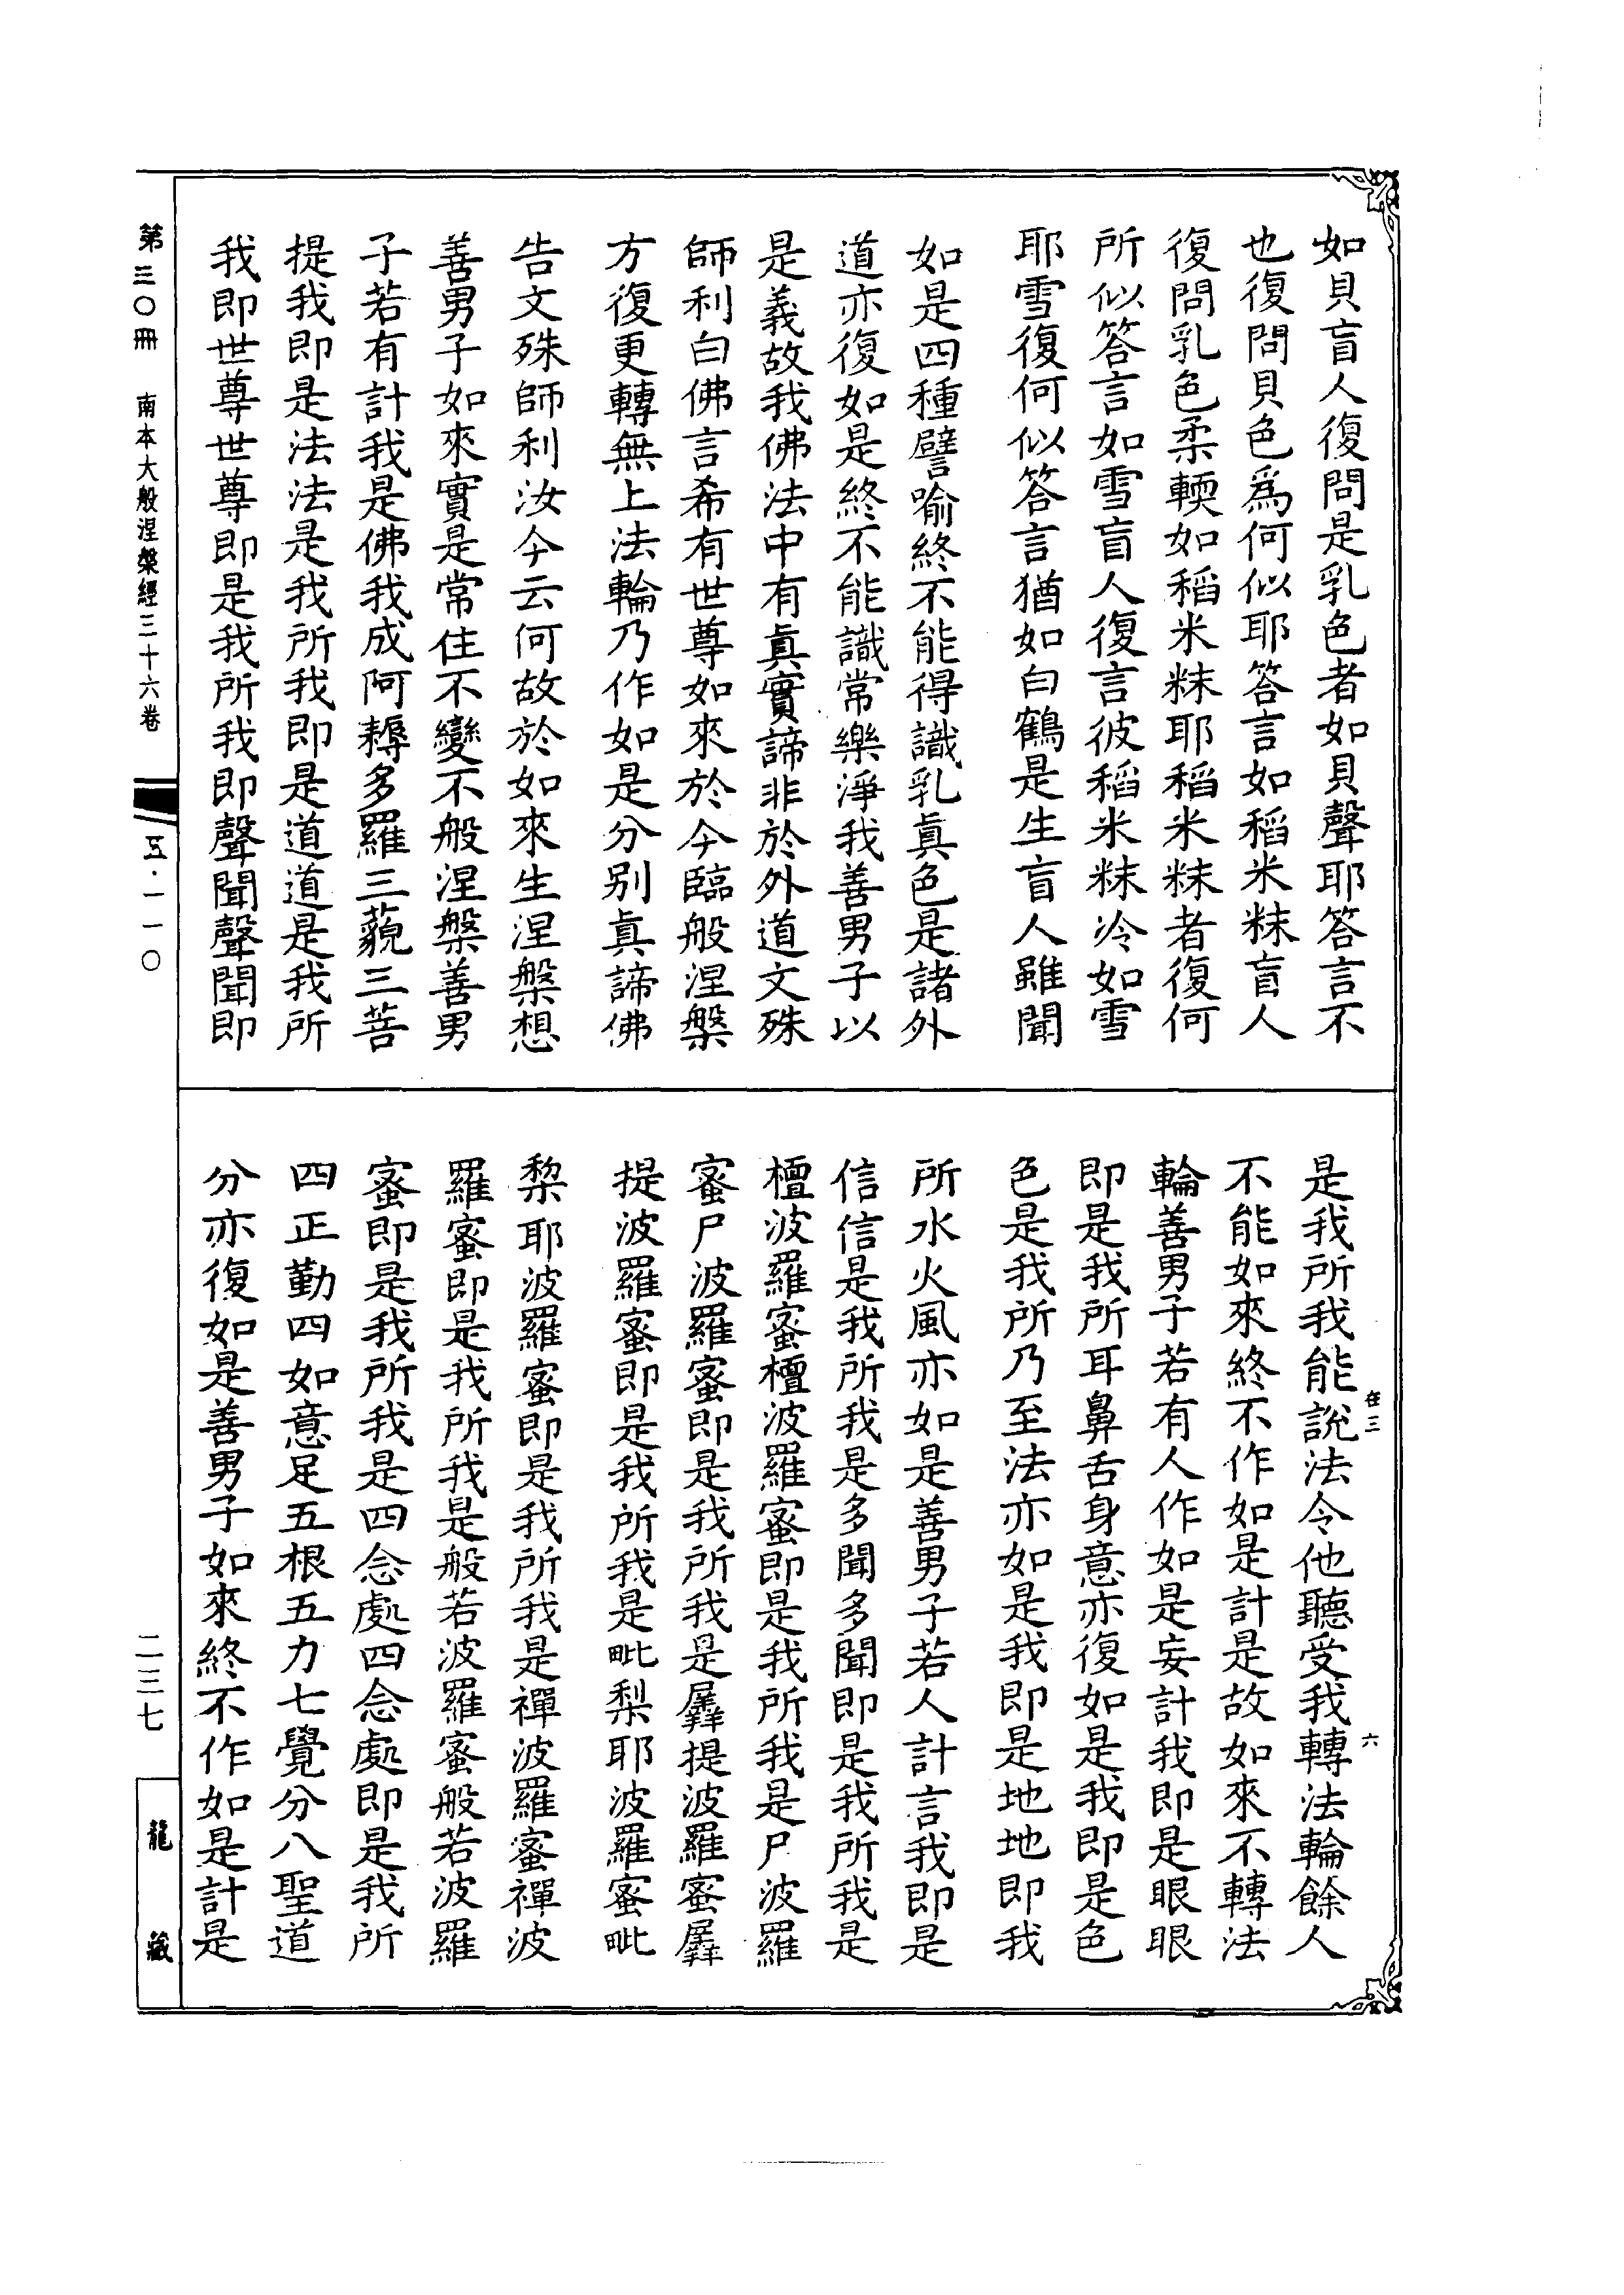 如貝盲人復問是乳色者如貝聲耶答言不
也復問貝色爲何似耶答言如稻米粖盲人
復問乳色柔輭如稻米粖耶稻米粖者復何
所似答言如雪盲人復言彼稻米粖冷如雪
耶雪復何似答言猶如白鶴是生盲人雖聞
如是四種譬喻終不能得識乳眞色是諸外
道亦復如是終不能識常樂淨我善男子以
是義故我佛法中有眞實諦非於外道文殊
師利白佛言希有世尊如來於今臨般涅槃
方復更轉無上法輪乃作如是分别眞諦佛
告文殊師利汝今云何故於如來生涅槃想
善男子如來實是常住不變不般涅槃善男
子若有計我是佛我成阿耨多羅三藐三菩
提我即是法法是我所我即是道道是我所
我即世尊世尊即是我所我即聲聞聲聞即
是我所我能說法令他聽受我轉法輪餘人
不能如來終不作如是計是故如來不轉法
輪善男子若有人作如是妄計我即是眼眼
即是我所耳鼻舌身意亦復如是我即是色
色是我所乃至法亦如是我即是地地即我
所水火風亦如是善男子若人計言我即是
信信是我所我是多聞多聞即是我所我是
檀波羅蜜檀波羅蜜即是我所我是尸波羅
蜜尸波羅蜜即是我所我是羼提波羅蜜羼
提波羅蜜即是我所我是毗梨耶波羅蜜毗
梨耶波羅蜜即是我所我是禪波羅蜜禪波
羅蜜即是我所我是般若波羅蜜般若波羅
蜜即是我所我是四念處四念處即是我所
四正勤四如意足五根五力七覺分八聖道
分亦復如是善男子如來終不作如是計是
在三
六
第三〇冊　南本大般涅槃經三十六卷
五·一一〇
二三七
龍藏